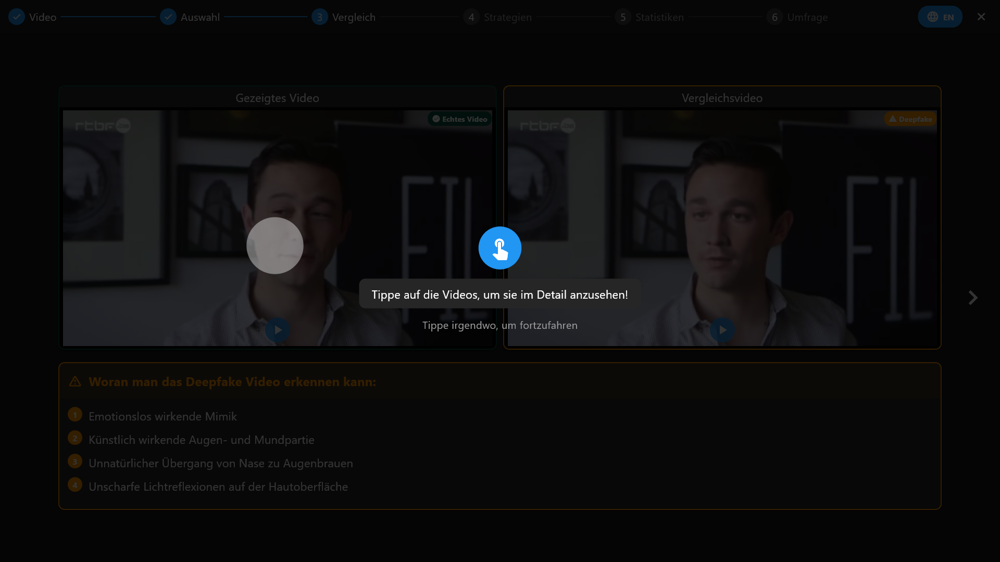 Video
Auswahl
3 Vergleich
4 Strategien
5 Statistiken
6 Umfrage
EN
Gezeigtes Video
Vergleichsvideo
rtbf.be
Echtes Video
rtbf.be
Deepfake
FIL
FIL
Tippe auf die Videos, um sie im Detail anzusehen!
Tippe irgendwo, um fortzufahren
Woran man das Deepfake Video erkennen kann:
1 Emotionslos wirkende Mimik
2 Künstlich wirkende Augen- und Mundpartie
3 Unnatürlicher Übergang von Nase zu Augenbrauen
4 Unscharfe Lichtreflexionen auf der Hautoberfläche